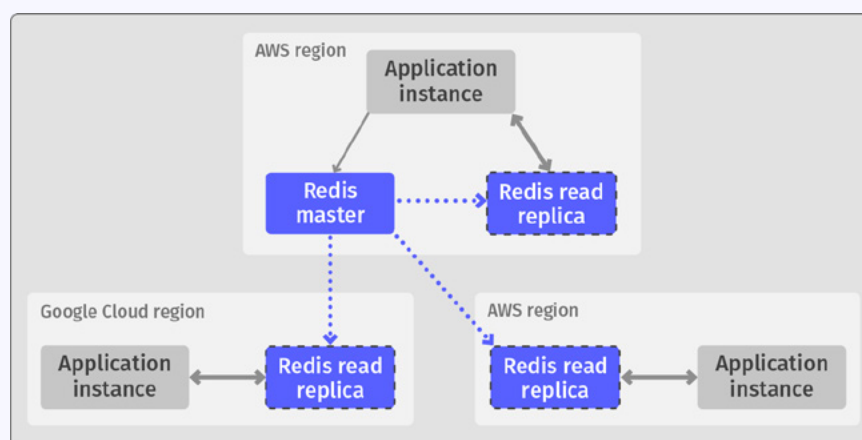 AWS region
Application
instance
Redis
master
Redis read
replica
Google Cloud region
Application
instance
Redis read
replica
AWS region
Redis read
replica
Application
instance